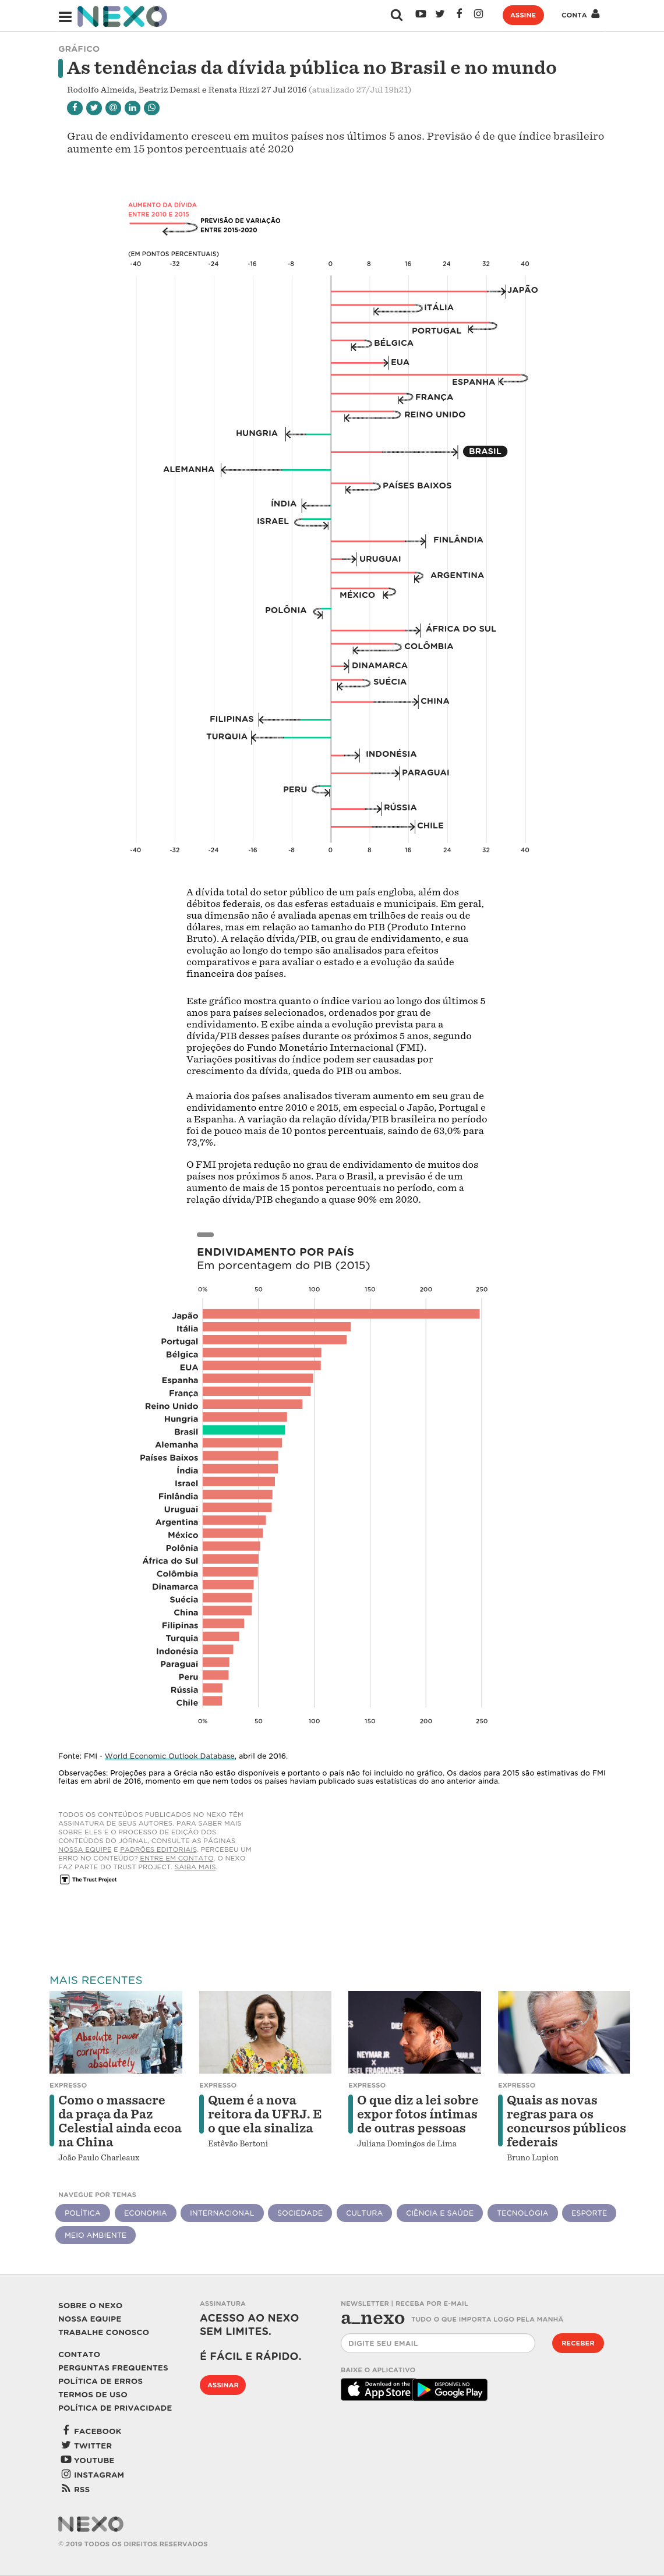 NEXO
ASSINE
CONTA
GRÁFICO
As tendências da dívida pública no Brasil e no mundo
Rodolfo Almeida, Beatriz Demasi e Renata Rizzi 27 Jul 2016 (atualizado 27/Jul 19h21)
Grau de endividamento cresceu em muitos países nos últimos 5 anos. Previsão é de que índice brasileiro
aumente em 15 pontos percentuais até 2020
AUMENTO DA DÍVIDA
ENTRE 2010 E 2015
PREVISÃO DE VARIAÇÃO
ENTRE 2015-2020
(EM PONTOS PERCENTUAIS)
-40 -32 -24 -16 -8 0 8 16 24 32 40
JAPÃO
ITÁLIA
PORTUGAL
BÉLGICA
EUA
ESPANHA
FRANÇA
REINO UNIDO
HUNGRIA
BRASIL
ALEMANHA
PAÍSES BAIXOS
ÍNDIA
ISRAEL
FINLÂNDIA
URUGUAI
ARGENTINA
MÉXICO
POLÔNIA
ÁFRICA DO SUL
COLÔMBIA
DINAMARCA
SUÉCIA
CHINA
FILIPINAS
TURQUIA
INDONÉSIA
PARAGUAI
PERU
RÚSSIA
CHILE
-40 -32 -24 -16 -8 0 8 16 24 32 40
A dívida total do setor público de um país engloba, além dos
débitos federais, os das esferas estaduais e municipais. Em geral,
sua dimensão não é avaliada apenas em trilhões de reais ou de
dólares, mas em relação ao tamanho do PIB (Produto Interno
Bruto). A relação dívida/PIB, ou grau de endividamento, e sua
evolução ao longo do tempo são analisados para efeitos
comparativos e para avaliar o estado e a evolução da saúde
financeira dos países.
Este gráfico mostra quanto o índice variou ao longo dos últimos 5
anos para países selecionados, ordenados por grau de
endividamento. E exibe ainda a evolução prevista para a
dívida/PIB desses países durante os próximos 5 anos, segundo
projeções do Fundo Monetário Internacional (FMI).
Variações positivas do índice podem ser causadas por
crescimento da dívida, queda do PIB ou ambos.
A maioria dos países analisados tiveram aumento em seu grau de
endividamento entre 2010 e 2015, em especial o Japão, Portugal e
a Espanha. A variação da relação dívida/PIB brasileira no período
foi de pouco mais de 10 pontos percentuais, saindo de 63,0% para
73,7%.
O FMI projeta redução no grau de endividamento de muitos dos
países nos próximos 5 anos. Para o Brasil, a previsão é de um
aumento de mais de 15 pontos percentuais no período, com a
relação dívida/PIB chegando a quase 90% em 2020.
ENDIVIDAMENTO POR PAÍS
Em porcentagem do PIB (2015)
0% 50 100 150 200 250
Japão
Itália
Portugal
Bélgica
EUA
Espanha
França
Reino Unido
Hungria
Brasil
Alemanha
Países Baixos
Índia
Israel
Finlândia
Uruguai
Argentina
México
Polônia
África do Sul
Colômbia
Dinamarca
Suécia
China
Filipinas
Turquia
Indonésia
Paraguai
Peru
Rússia
Chile
0% 50 100 150 200 250
Fonte: FMI - World Economic Outlook Database, abril de 2016.
Observações: Projeções para a Grécia não estão disponíveis e portanto o país não foi incluído no gráfico. Os dados para 2015 são estimativas do FMI
feitas em abril de 2016, momento em que nem todos os países haviam publicado suas estatísticas do ano anterior ainda.
TODOS OS CONTEÚDOS PUBLICADOS NO NEXO TÊM
ASSINATURA DE SEUS AUTORES. PARA SABER MAIS
SOBRE ELES E O PROCESSO DE EDIÇÃO DOS
CONTEÚDOS DO JORNAL, CONSULTE AS PÁGINAS
NOSSA EQUIPE E PADRÕES EDITORIAIS. PERCEBEU UM
ERRO NO CONTEÚDO? ENTRE EM CONTATO. O NEXO
FAZ PARTE DO TRUST PROJECT. SAIBA MAIS.
T The Trust Project
MAIS RECENTES
Absolute power
corrupts
absolutely
NEYMAR JR
EXPRESSO
Como o massacre
da praça da Paz
Celestial ainda ecoa
na China
João Paulo Charleaux
EXPRESSO
Quem é a nova
reitora da UFRJ. E
o que ela sinaliza
Estêvão Bertoni
EXPRESSO
O que diz a lei sobre
expor fotos íntimas
de outras pessoas
Juliana Domingos de Lima
EXPRESSO
Quais as novas
regras para os
concursos públicos
federais
Bruno Lupion
NAVEGUE POR TEMAS
POLÍTICA ECONOMIA INTERNACIONAL SOCIEDADE CULTURA CIÊNCIA E SAÚDE TECNOLOGIA ESPORTE
MEIO AMBIENTE
SOBRE O NEXO
NOSSA EQUIPE
TRABALHE CONOSCO
CONTATO
PERGUNTAS FREQUENTES
POLÍTICA DE ERROS
TERMOS DE USO
POLÍTICA DE PRIVACIDADE
FACEBOOK
TWITTER
YOUTUBE
INSTAGRAM
RSS
ASSINATURA
ACESSO AO NEXO
SEM LIMITES.
É FÁCIL E RÁPIDO.
ASSINAR
NEWSLETTER | RECEBA POR E-MAIL
a_nexo TUDO O QUE IMPORTA LOGO PELA MANHÃ
DIGITE SEU EMAIL
RECEBER
BAIXE O APLICATIVO
Download on the
App Store
DISPONÍVEL NO
Google Play
NEXO
© 2019 TODOS OS DIREITOS RESERVADOS